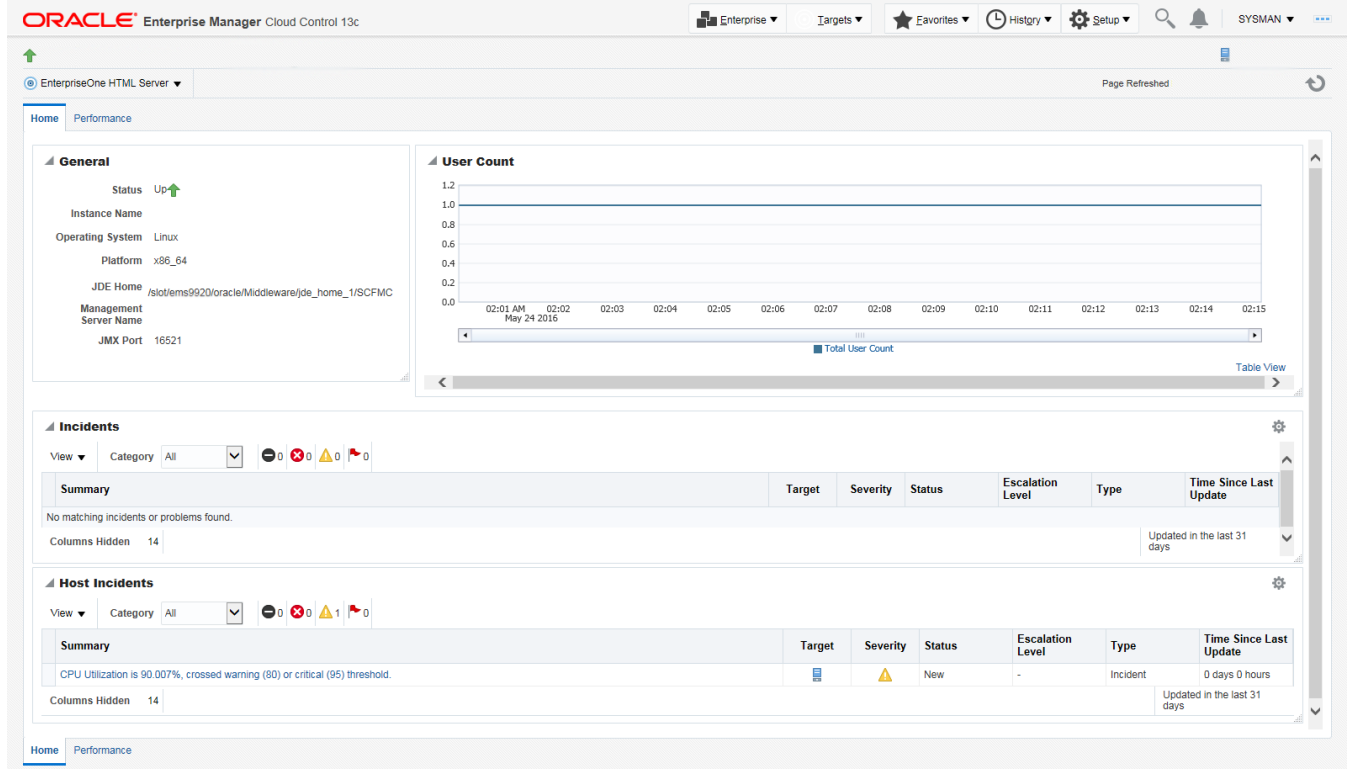 ORACLE Enterprise Manager Cloud Control 13c
Enterprise Targets Favorites History Setup SYSMAN
EnterpriseOne HTML Server
Page Refreshed
Home Performance
General
Status Up
Instance Name
Operating System Linux
Platform x86_64
JDE Home /slot/ems9920/oracle/Middleware/jde_home_1/SCFMC
Management
Server Name
JMX Port 16521
User Count
1.2
1.0
0.8
0.6
0.4
0.2
0.0
02:01 AM 02:02 02:03 02:04 02:05 02:06 02:07 02:08 02:09 02:10 02:11 02:12 02:13 02:14 02:15
May 24 2016
Total User Count
Table View
Incidents
View Category All 0 0 0 0
Summary Target Severity Status Escalation Level Type Time Since Last Update
No matching incidents or problems found.
Columns Hidden 14
Updated in the last 31
days
Host Incidents
View Category All 0 0 1 0
Summary Target Severity Status Escalation Level Type Time Since Last Update
CPU Utilization is 90.007%, crossed warning (80) or critical (95) threshold. New - Incident 0 days 0 hours
Columns Hidden 14
Updated in the last 31
days
Home Performance